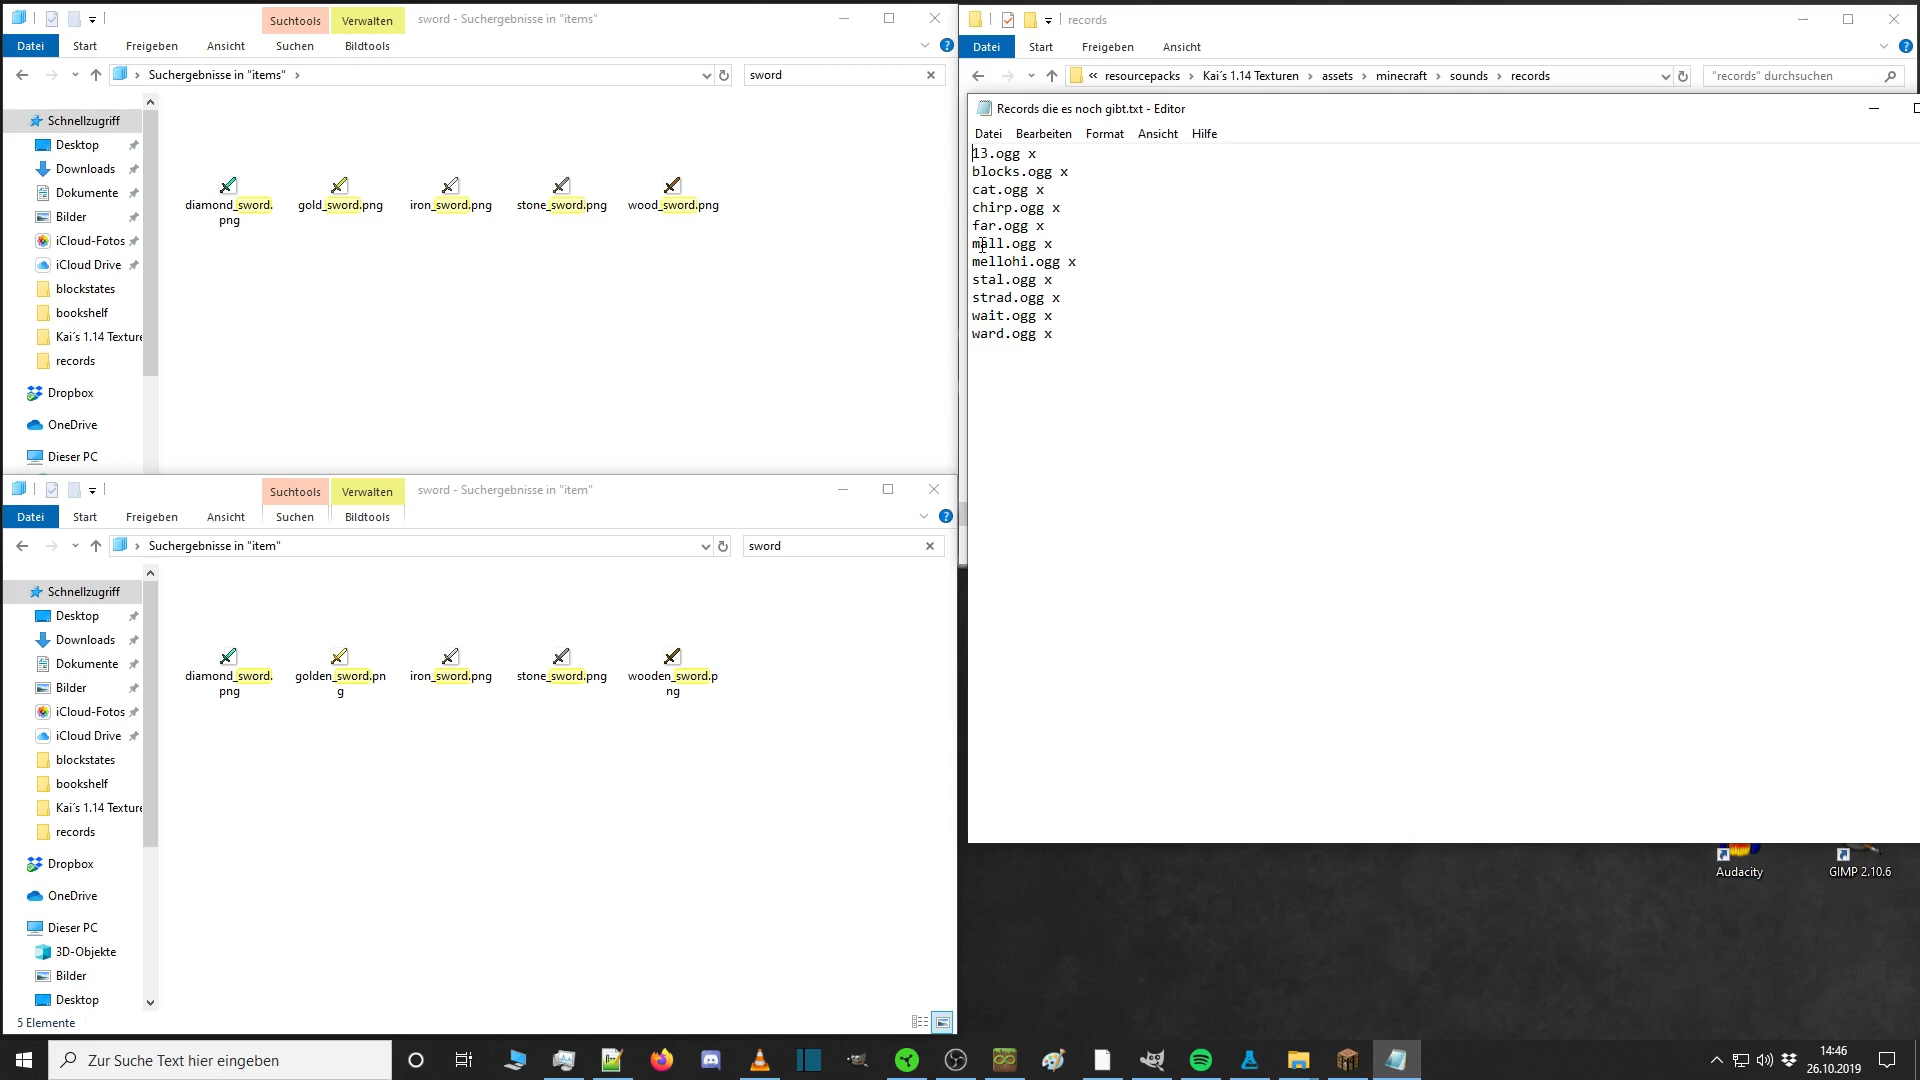 Suchtools
Verwalten
sword - Suchergebnisse in "items"
Datei
Start
Freigeben
Ansicht
Suchen
Bildtools
Suchergebnisse in "items"
sword
Schnellzugriff
Desktop
Downloads
Dokumente
Bilder
iCloud-Fotos
iCloud Drive
blockstates
bookshelf
Kai´s 1.14 Texture
records
Dropbox
OneDrive
Dieser PC
diamond_sword.
png
gold_sword.png
iron_sword.png
stone_sword.png
wood_sword.png
Suchtools
Verwalten
sword - Suchergebnisse in "item"
Datei
Start
Freigeben
Ansicht
Suchen
Bildtools
Suchergebnisse in "item"
sword
Schnellzugriff
Desktop
Downloads
Dokumente
Bilder
iCloud-Fotos
iCloud Drive
blockstates
bookshelf
Kai´s 1.14 Texture
records
Dropbox
OneDrive
Dieser PC
3D-Objekte
Bilder
Desktop
diamond_sword.
png
golden_sword.pn
g
iron_sword.png
stone_sword.png
wooden_sword.p
ng
5 Elemente
records
Datei
Start
Freigeben
Ansicht
« resourcepacks > Kai´s 1.14 Texturen > assets > minecraft > sounds > records
"records" durchsuchen
Records die es noch gibt.txt - Editor
Datei Bearbeiten Format Ansicht Hilfe
13.ogg x
blocks.ogg x
cat.ogg x
chirp.ogg x
far.ogg x
mall.ogg x
mellohi.ogg x
stal.ogg x
strad.ogg x
wait.ogg x
ward.ogg x
Audacity
GIMP 2.10.6
Zur Suche Text hier eingeben
14:46
26.10.2019